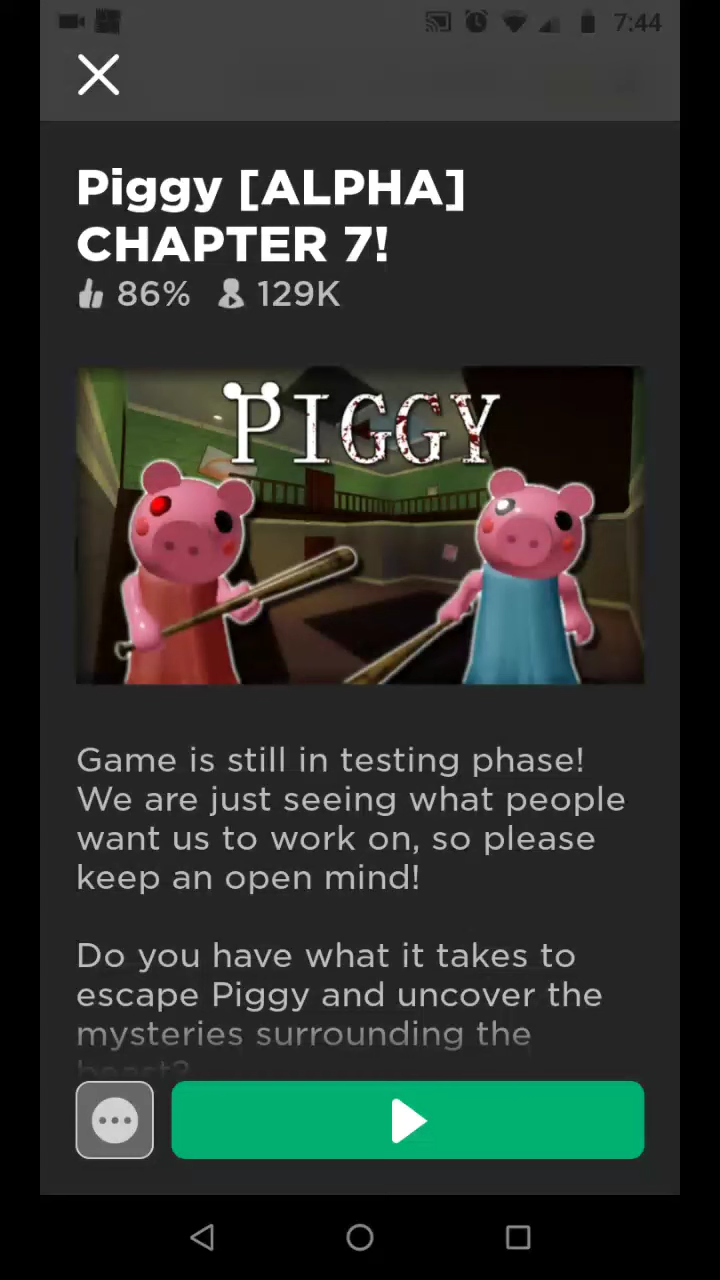 7:44
Piggy [ALPHA]
CHAPTER 7!
86% 129K
PIGGY
Game is still in testing phase!
We are just seeing what people
want us to work on, so please
keep an open mind!
Do you have what it takes to
escape Piggy and uncover the
mysteries surrounding the
beast?